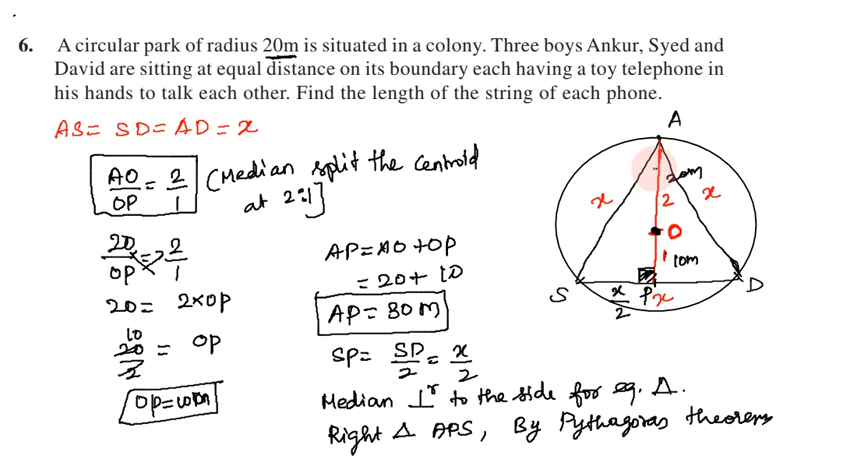 6. A circular park of radius 20m is situated in a colony. Three boys Ankur, Syed and
David are sitting at equal distance on its boundary each having a toy telephone in
his hands to talk each other. Find the length of the string of each phone.
AS = SD = AD = x
AO/OP = 2/1 (Median split the Centroid
at 2:1]
20/OP = 2/1
20 = 2×OP
10
20/2 = OP
OP = 10m
AP = AO + OP
= 20 + 10
AP = 30 m
SP = SD/2 = x/2
Median ⊥r to the side for eq. Δ.
Right Δ APS, By Pythagoras theorem
A
20m
x
2
x
O
1
10m
S
x/2
P
x
D